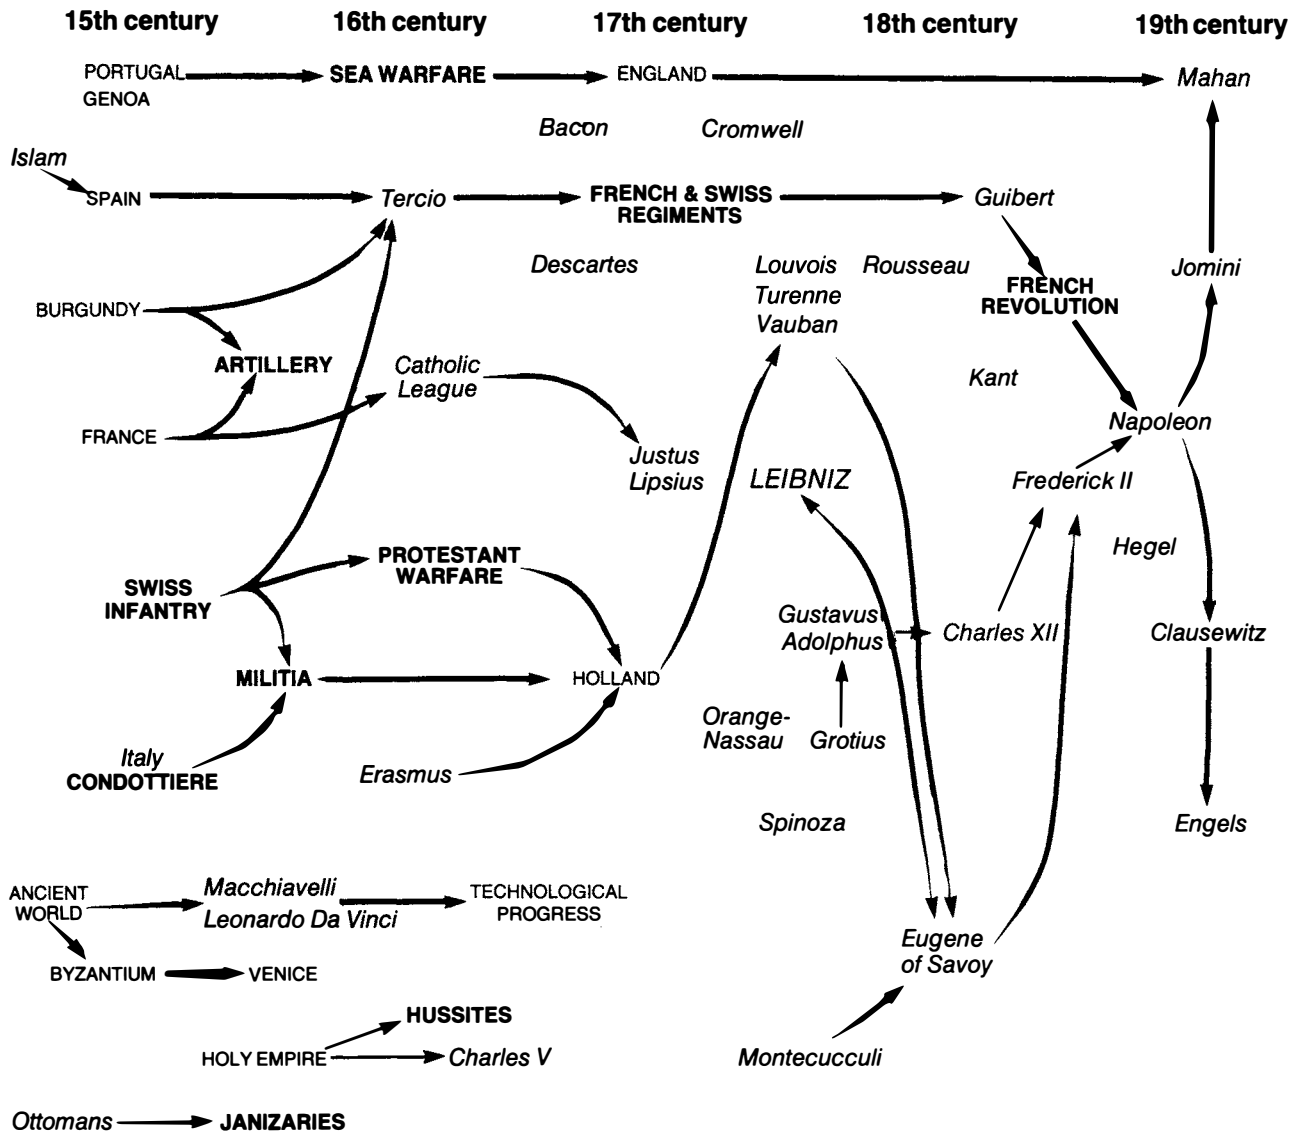 15th century 16th century 17th century 18th century 19th century
PORTUGAL SEA WARFARE ENGLAND Mahan
GENOA
Bacon Cromwell
Islam
SPAIN Tercio FRENCH & SWISS Guibert
REGIMENTS
Descartes Louvois Rousseau Jomini
Turenne FRENCH
BURGUNDY Vauban REVOLUTION
ARTILLERY Catholic
League Kant
Napoleon
FRANCE
Justus
Lipsius LEIBNIZ Frederick II
PROTESTANT Hegel
WARFARE
SWISS
INFANTRY Gustavus
Adolphus Charles XII Clausewitz
MILITIA HOLLAND
Orange-
Nassau Grotius
Italy
CONDOTTIERE Erasmus
Spinoza Engels
ANCIENT Macchiavelli TECHNOLOGICAL
WORLD Leonardo Da Vinci PROGRESS
Eugene
of Savoy
BYZANTIUM VENICE
HUSSITES
HOLY EMPIRE Charles V Montecucculi
Ottomans JANIZARIES